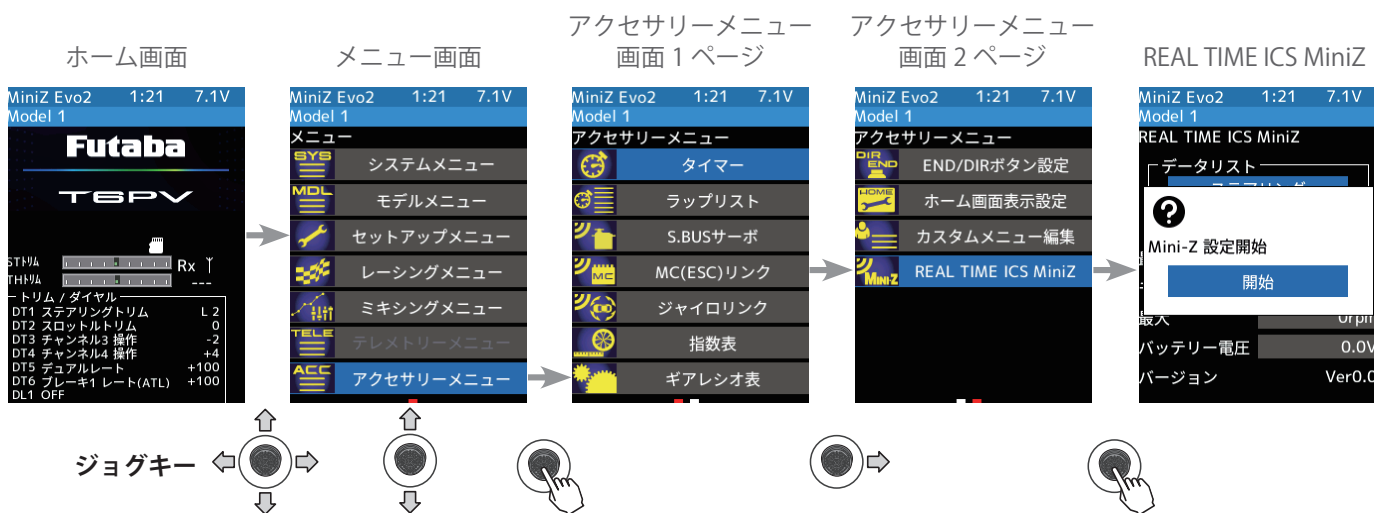 ホーム画面
メニュー画面
アクセサリーメニュー
画面 1 ページ
アクセサリーメニュー
画面 2 ページ
REAL TIME ICS MiniZ
MiniZ Evo2 1:21 7.1V
Model 1
Futaba
T6PV
STトリム
Rx
THトリム
---
トリム / ダイヤル
DT1 ステアリングトリム L 2
DT2 スロットルトリム 0
DT3 チャンネル3 操作 -2
DT4 チャンネル4 操作 +4
DT5 デュアルレート +100
DT6 ブレーキ1 レート(ATL) +100
DL1 OFF
MiniZ Evo2 1:21 7.1V
Model 1
メニュー
SYS システムメニュー
MDL モデルメニュー
セットアップメニュー
レーシングメニュー
ミキシングメニュー
TELE テレメトリーメニュー
ACC アクセサリーメニュー
MiniZ Evo2 1:21 7.1V
Model 1
アクセサリーメニュー
タイマー
ラップリスト
S.BUSサーボ
MC MC(ESC)リンク
ジャイロリンク
指数表
ギアレシオ表
MiniZ Evo2 1:21 7.1V
Model 1
アクセサリーメニュー
DIR END END/DIRボタン設定
HOME ホーム画面表示設定
カスタムメニュー編集
MINI-Z REAL TIME ICS MiniZ
MiniZ Evo2 1:21 7.1V
Model 1
REAL TIME ICS MiniZ
データリスト
ステアリング
?
Mini-Z 設定開始
開始
最大 0rpm
バッテリー電圧 0.0V
バージョン Ver0.0
ジョグキー